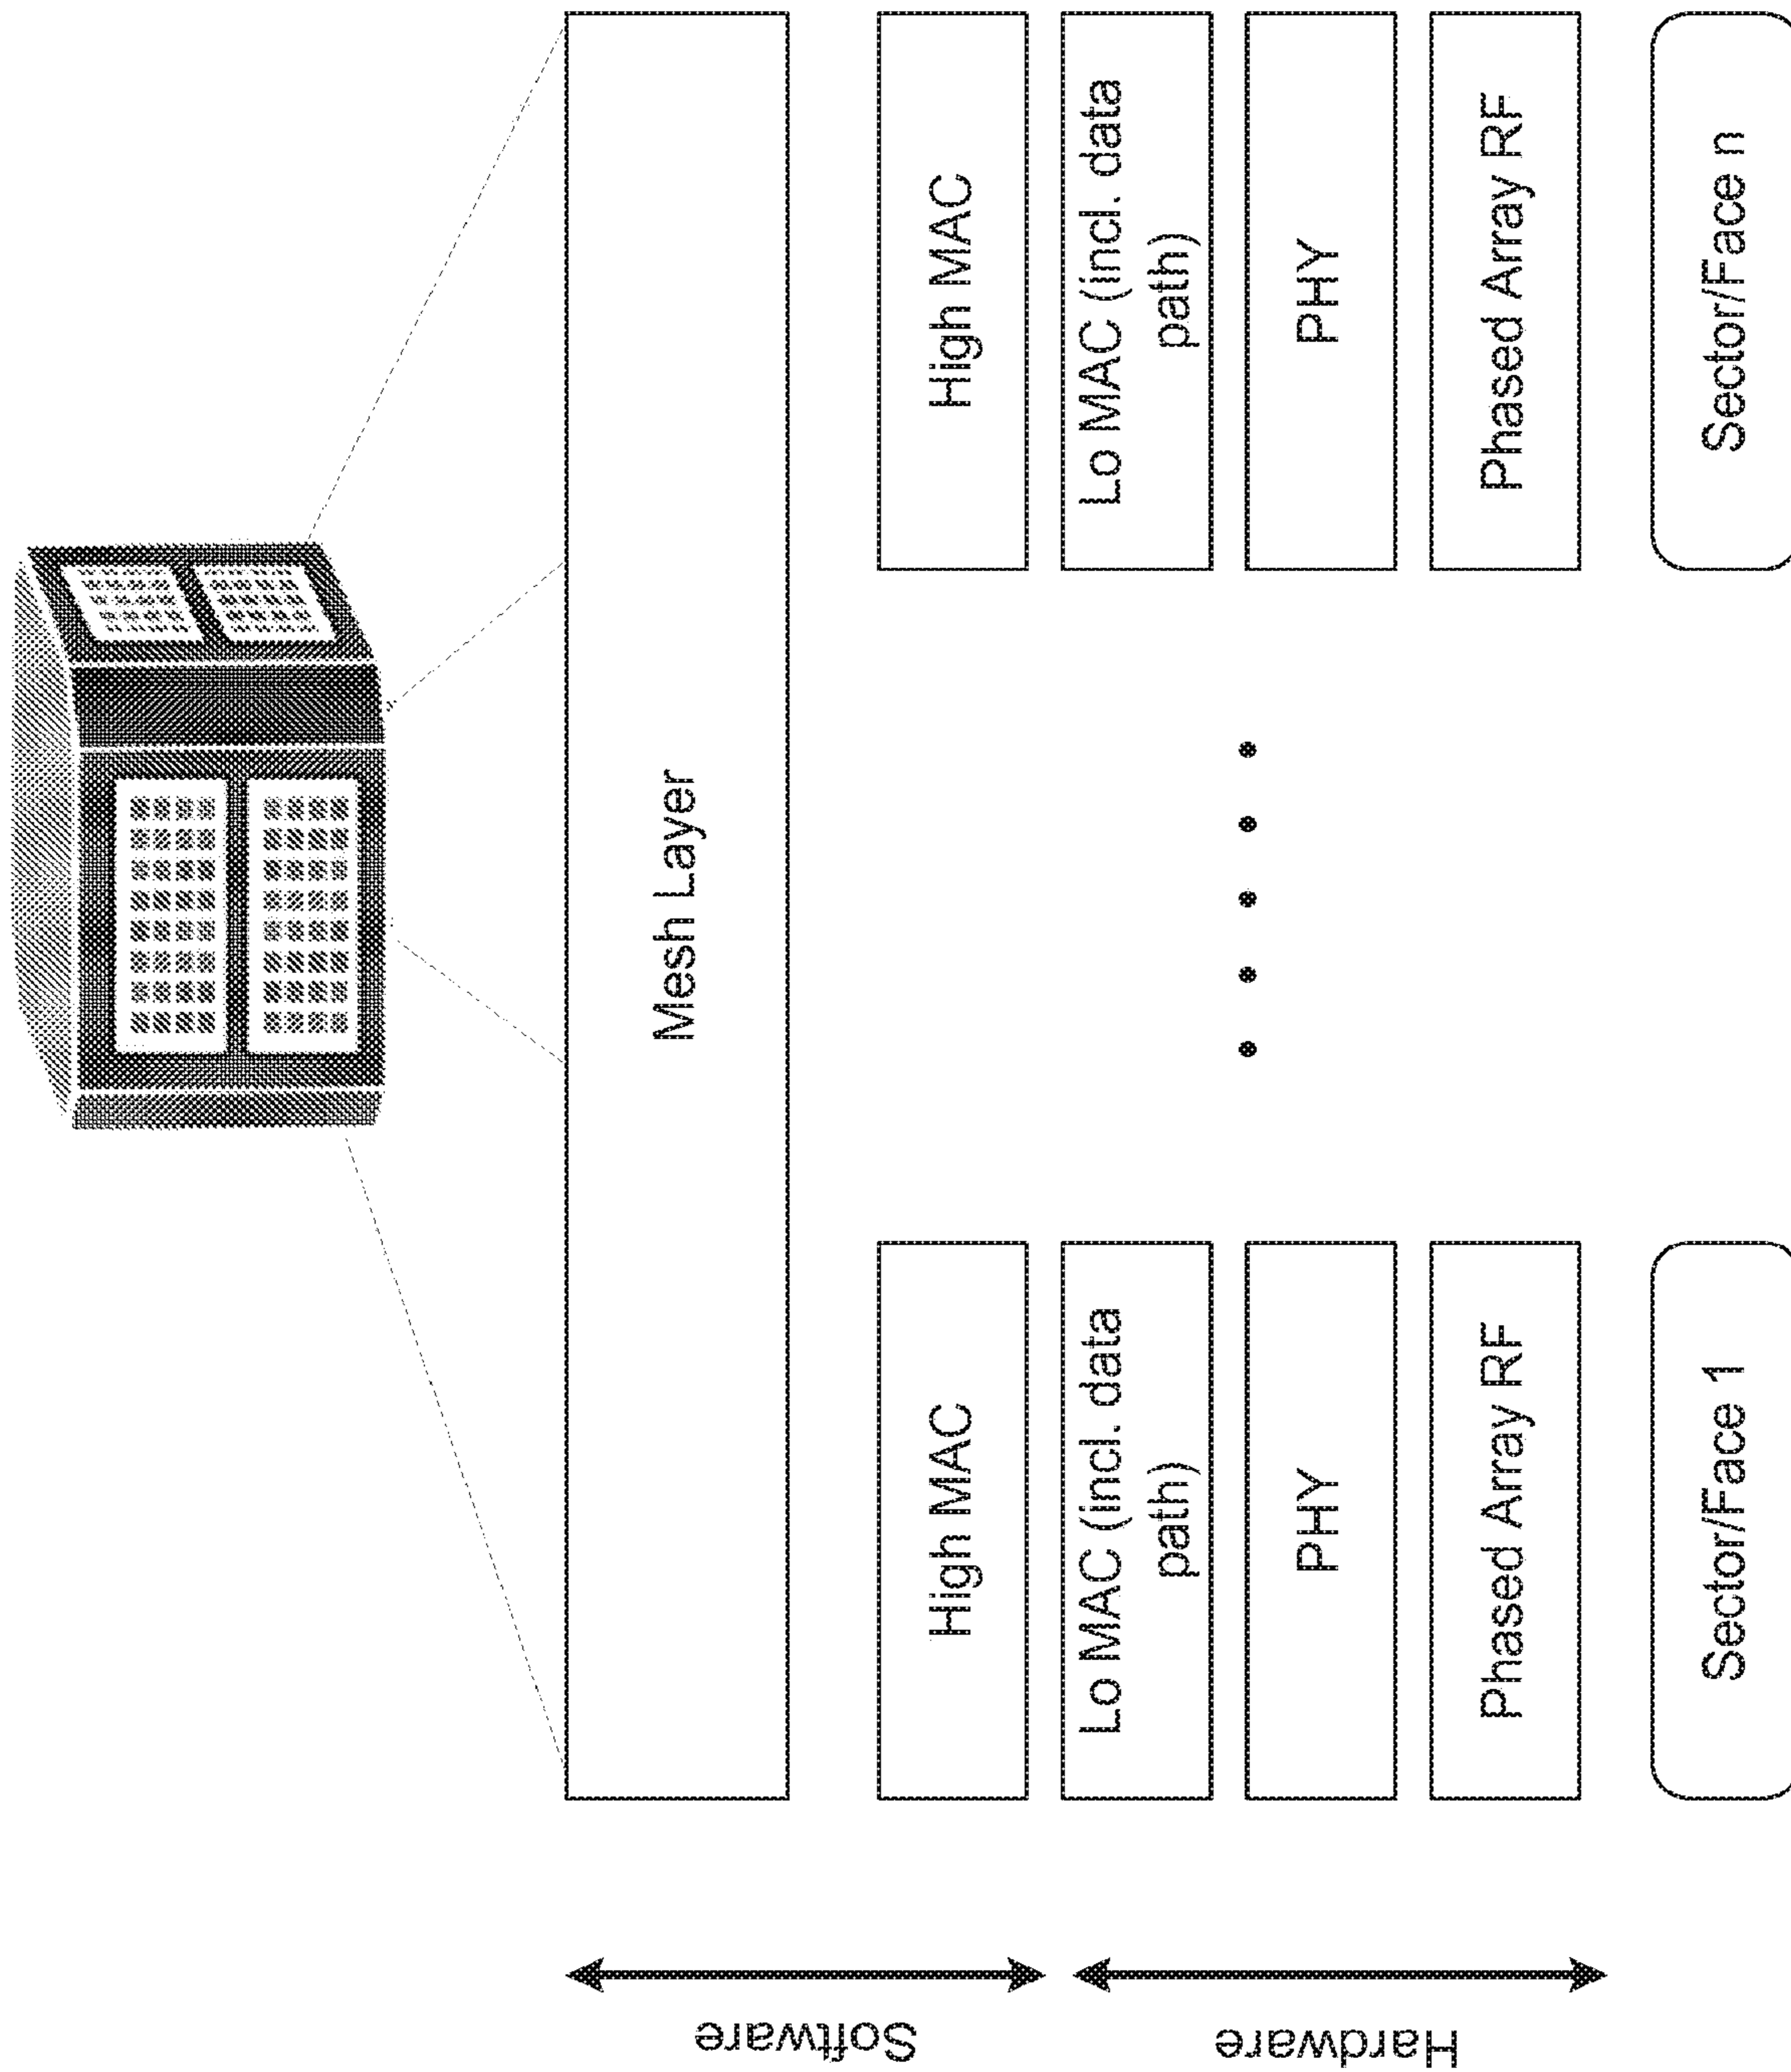 Mesh Layer
High MAC
Lo MAC (incl. data
path)
PHY
Phased Array RF
Sector/Face 1
High MAC
Lo MAC (incl. data
path)
PHY
Phased Array RF
Sector/Face n
Software
Hardware